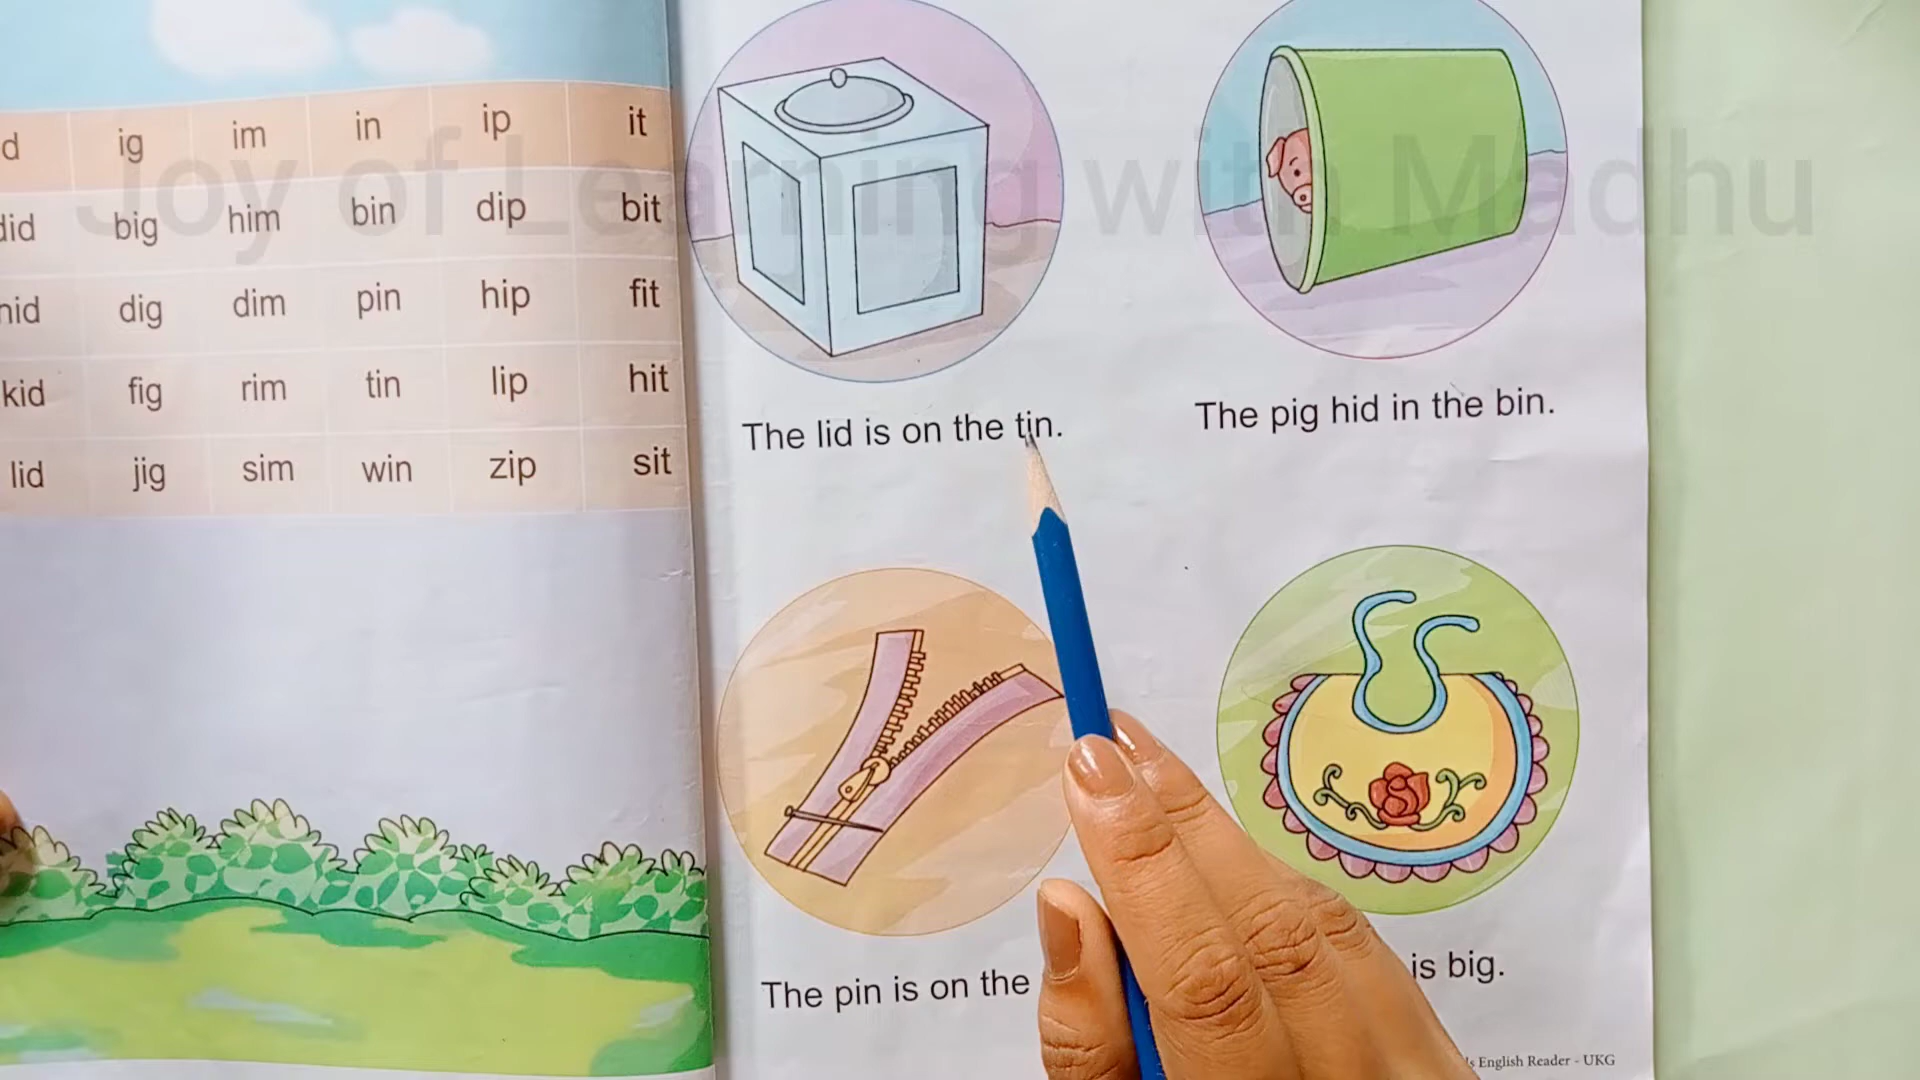 ig im in ip it
did big him bin dip bit
dig dim pin hip fit
kid fig rim tin lip hit
lid jig sim win zip sit
Joy of Learning with Madhu
The lid is on the tin.
The pig hid in the bin.
The pin is on the
is big.
English Reader - UKG